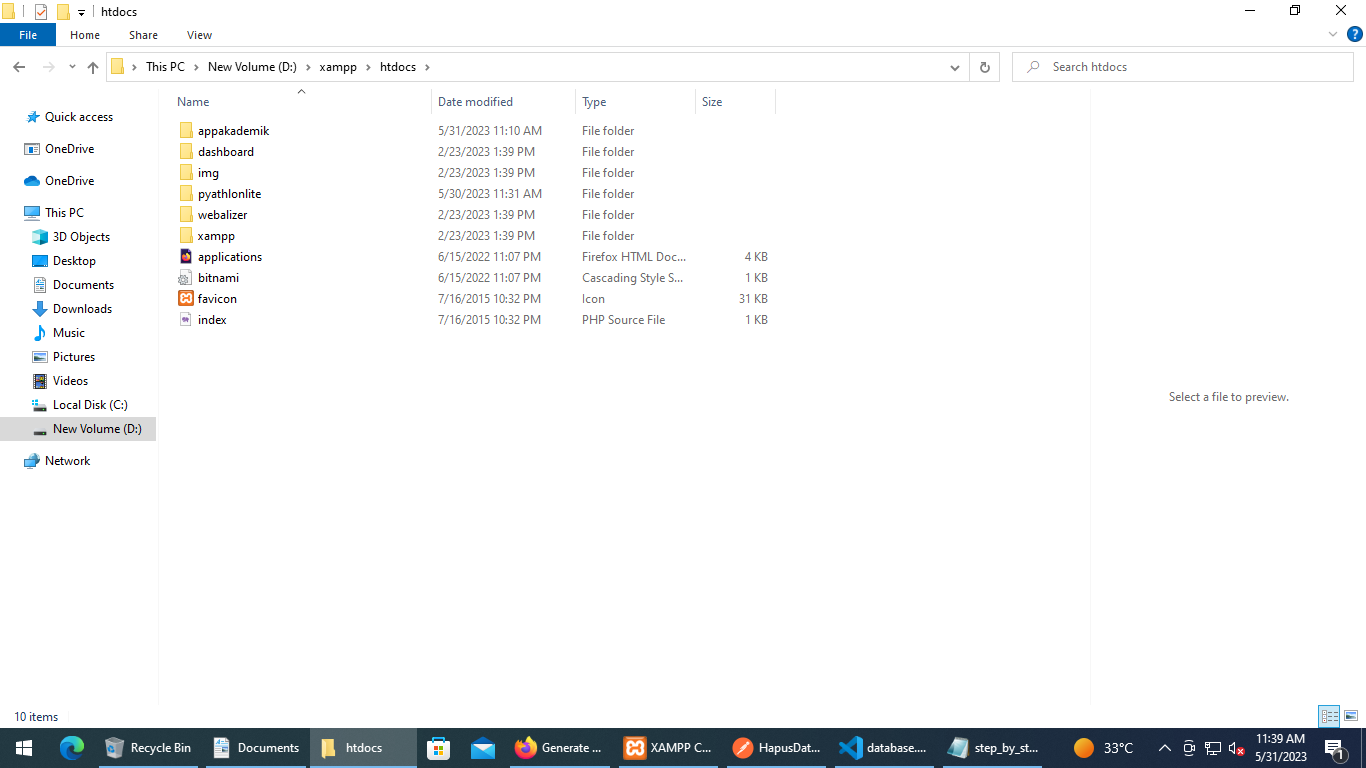 htdocs
File Home Share View
This PC New Volume (D:) xampp htdocs
Search htdocs
Quick access
OneDrive
OneDrive
This PC
3D Objects
Desktop
Documents
Downloads
Music
Pictures
Videos
Local Disk (C:)
New Volume (D:)
Network
Name Date modified Type Size
appakademik 5/31/2023 11:10 AM File folder
dashboard 2/23/2023 1:39 PM File folder
img 2/23/2023 1:39 PM File folder
pyathlonlite 5/30/2023 11:31 AM File folder
webalizer 2/23/2023 1:39 PM File folder
xampp 2/23/2023 1:39 PM File folder
applications 6/15/2022 11:07 PM Firefox HTML Doc... 4 KB
bitnami 6/15/2022 11:07 PM Cascading Style S... 1 KB
favicon 7/16/2015 10:32 PM Icon 31 KB
index 7/16/2015 10:32 PM PHP Source File 1 KB
Select a file to preview.
10 items
Recycle Bin Documents htdocs Generate ... XAMPP C... HapusDat... database.... step_by_st... 33°C 11:39 AM
5/31/2023 1